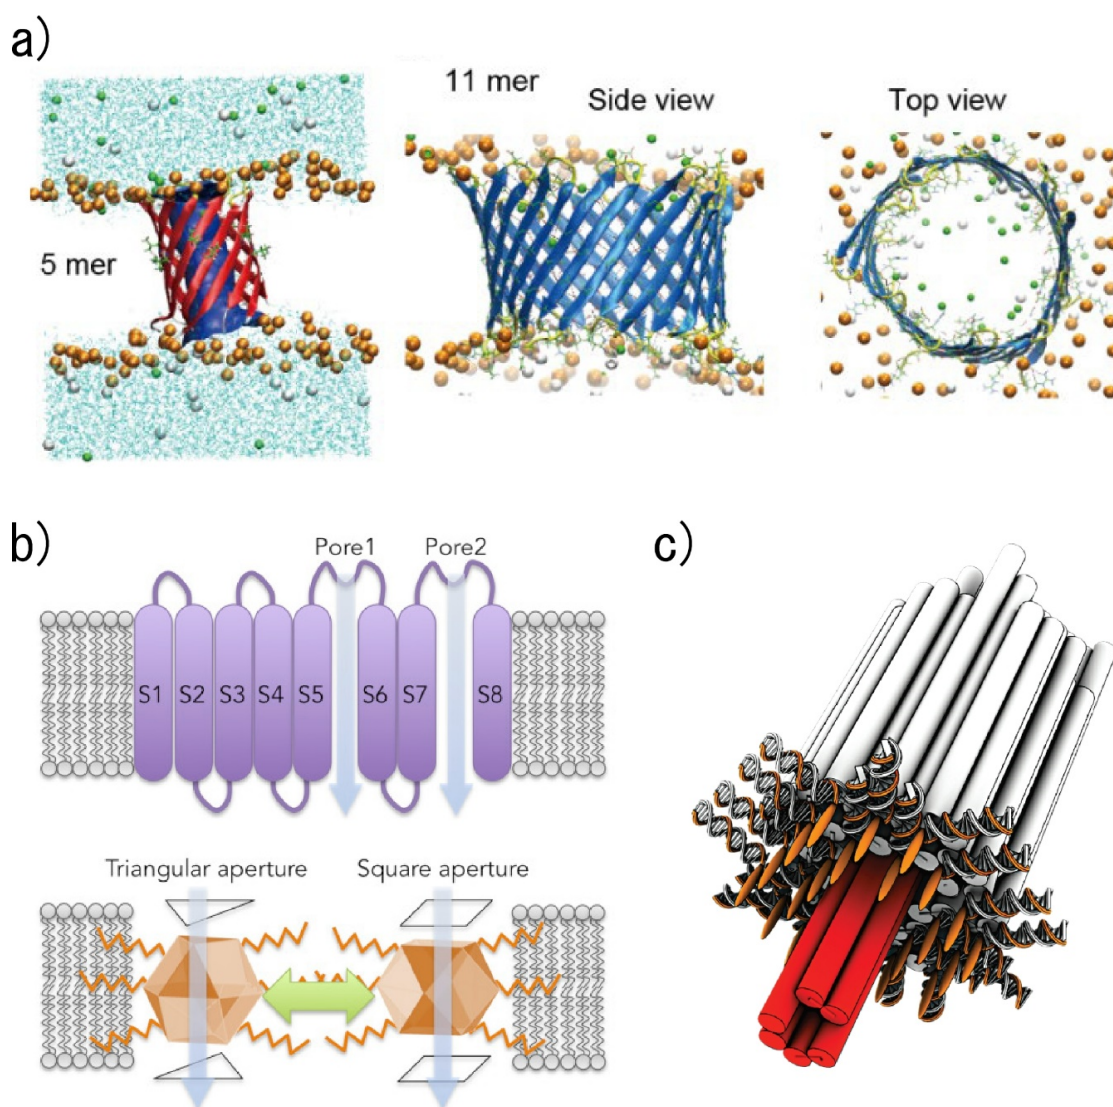 a)
11 mer
Side view
Top view
5 mer
b)
Pore1
Pore2
c)
S1
S2
S3
S4
S5
S6
S7
S8
Triangular aperture
Square aperture